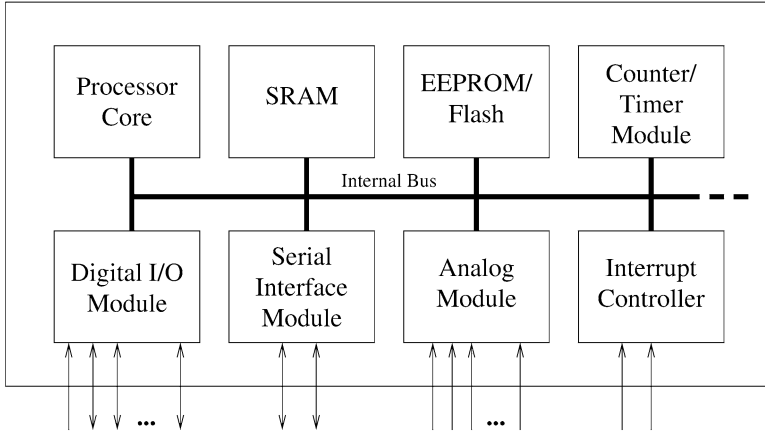 Processor
Core
SRAM
EEPROM/
Flash
Counter/
Timer
Module
Internal Bus
Digital I/O
Module
Serial
Interface
Module
Analog
Module
Interrupt
Controller
...
...